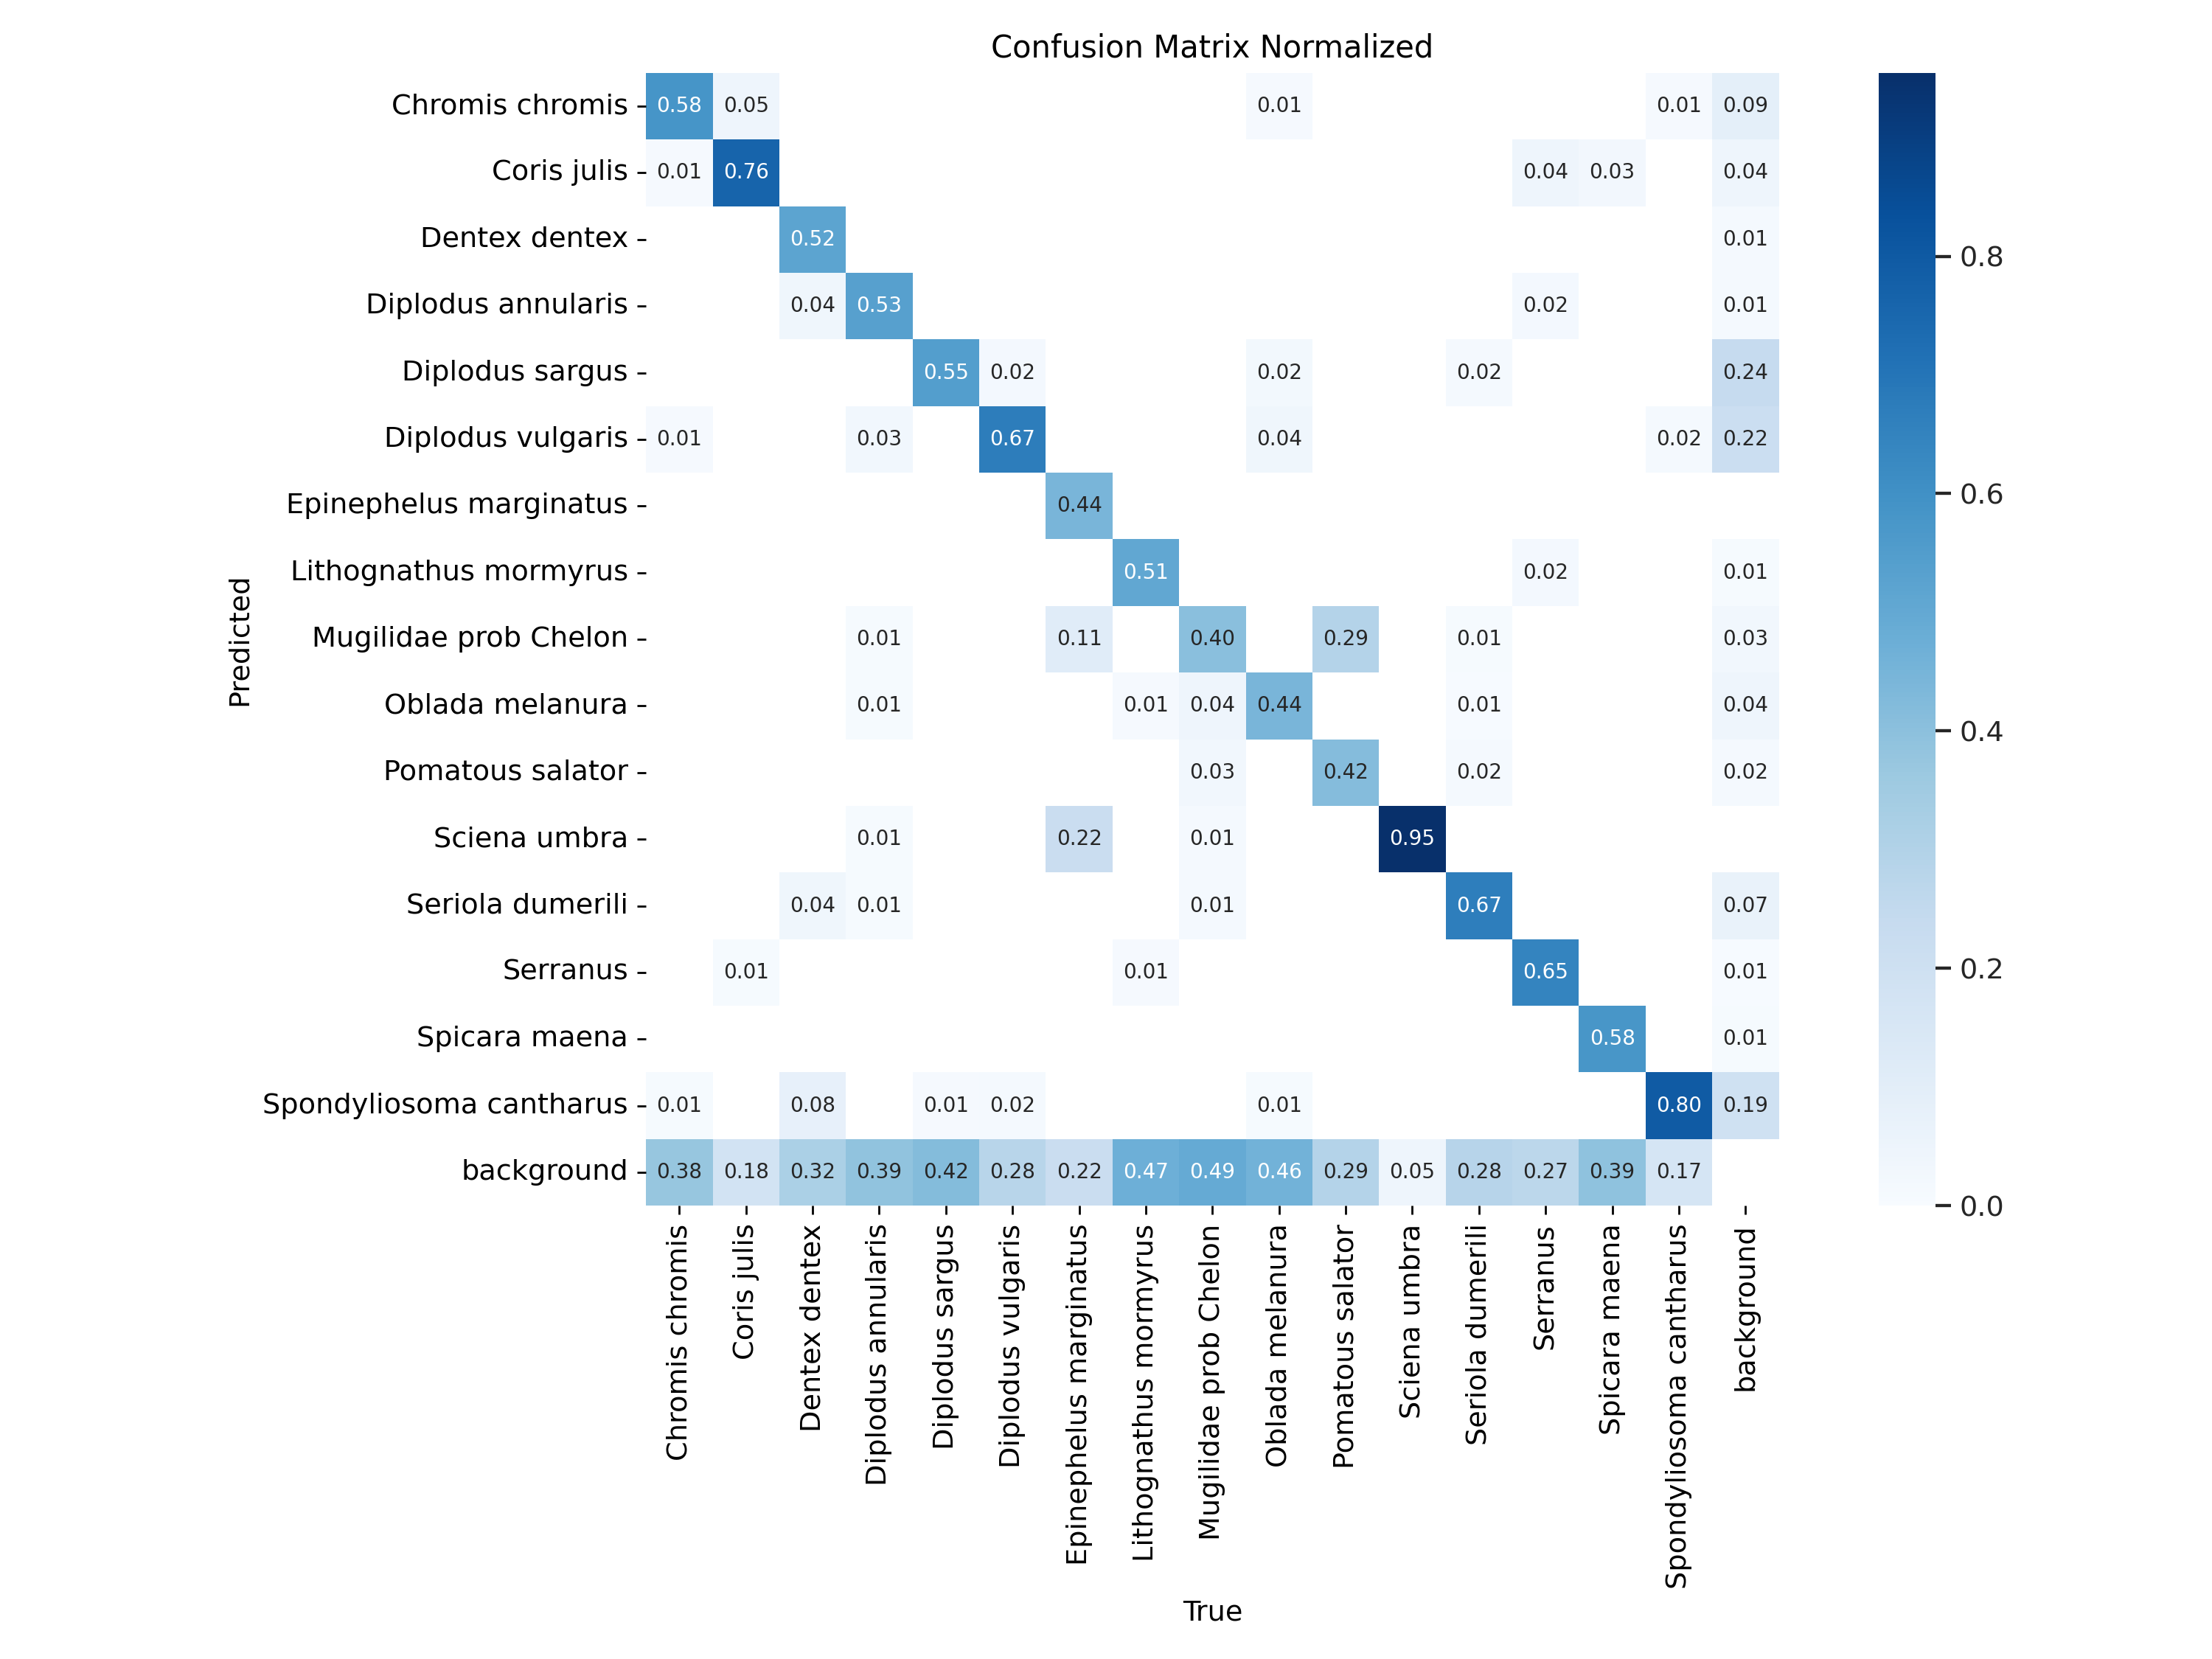 Confusion Matrix Normalized
Chromis chromis 0.58 0.05 0.01 0.01 0.09
Coris julis 0.01 0.76 0.04 0.03 0.04
Dentex dentex 0.52 0.01
Diplodus annularis 0.04 0.53 0.02 0.01
Diplodus sargus 0.55 0.02 0.02 0.02 0.24
Diplodus vulgaris 0.01 0.03 0.67 0.04 0.02 0.22
Epinephelus marginatus 0.44
Lithognathus mormyrus 0.51 0.02 0.01
Mugilidae prob Chelon 0.01 0.11 0.40 0.29 0.01 0.03
Oblada melanura 0.01 0.01 0.04 0.44 0.01 0.04
Pomatous salator 0.03 0.42 0.02 0.02
Sciena umbra 0.01 0.22 0.01 0.95
Seriola dumerili 0.04 0.01 0.01 0.67 0.07
Serranus 0.01 0.01 0.65 0.01
Spicara maena 0.58 0.01
Spondyliosoma cantharus 0.01 0.08 0.01 0.02 0.01 0.80 0.19
background 0.38 0.18 0.32 0.39 0.42 0.28 0.22 0.47 0.49 0.46 0.29 0.05 0.28 0.27 0.39 0.17
Predicted
Chromis chromis
Coris julis
Dentex dentex
Diplodus annularis
Diplodus sargus
Diplodus vulgaris
Epinephelus marginatus
Lithognathus mormyrus
Mugilidae prob Chelon
Oblada melanura
Pomatous salator
Sciena umbra
Seriola dumerili
Serranus
Spicara maena
Spondyliosoma cantharus
background
True
0.8
0.6
0.4
0.2
0.0